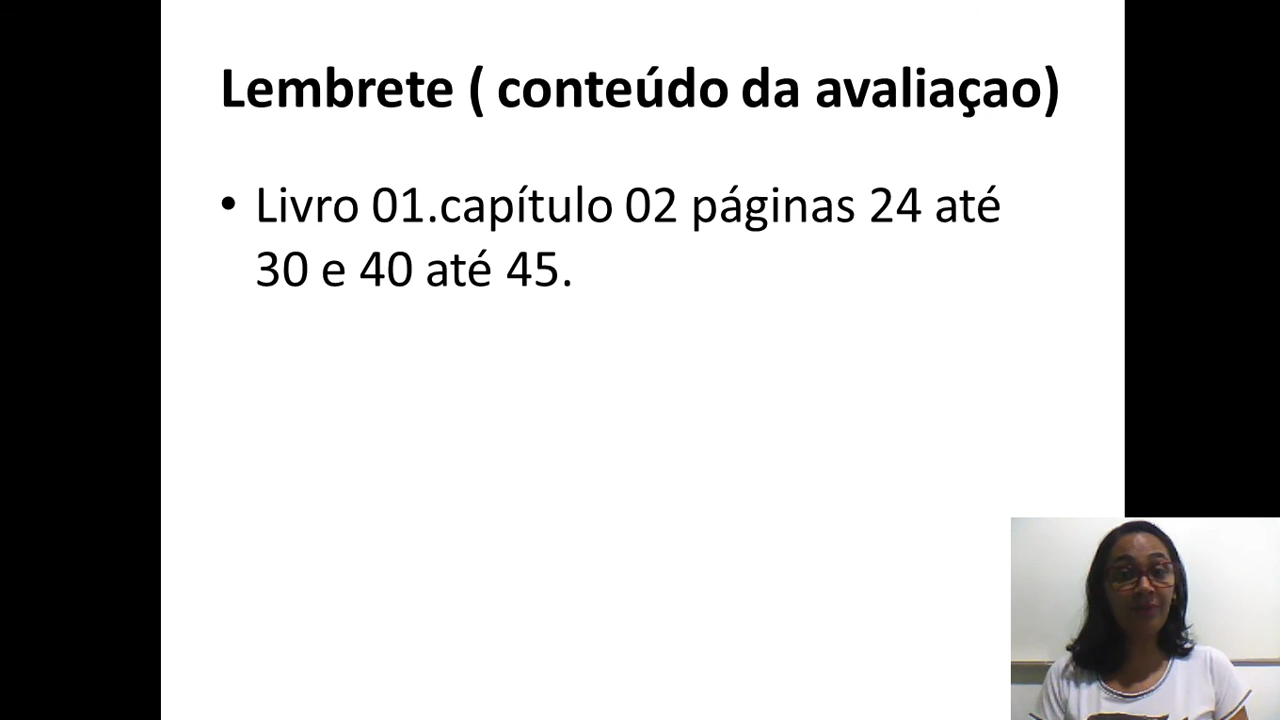 Lembrete ( conteúdo da avaliaçao)
• Livro 01.capítulo 02 páginas 24 até
30 e 40 até 45.